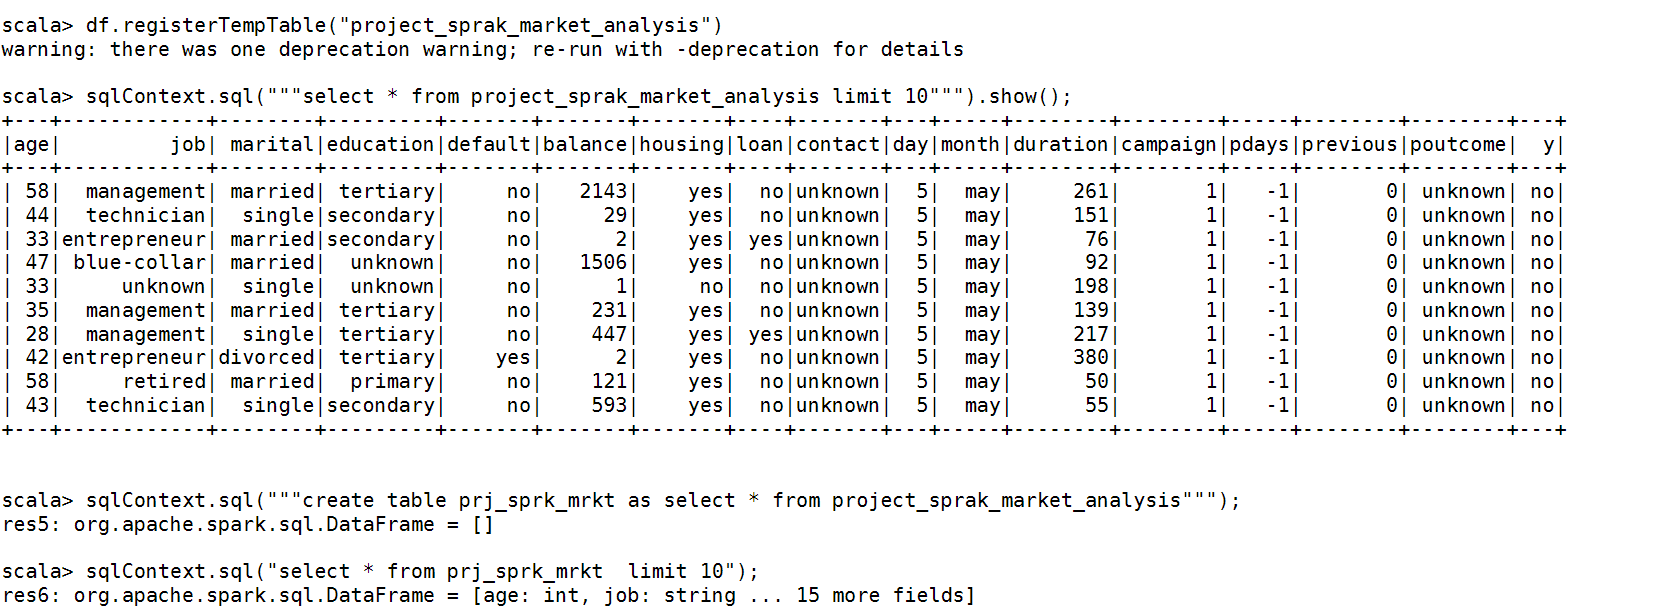 scala> df.registerTempTable("project_sprak_market_analysis")
warning: there was one deprecation warning; re-run with -deprecation for details
scala> sqlContext.sql("""select * from project_sprak_market_analysis limit 10""").show();
+---+------------+--------+---------+-------+-------+-------+----+-------+---+-----+--------+--------+-----+--------+--------+---+
|age|         job| marital|education|default|balance|housing|loan|contact|day|month|duration|campaign|pdays|previous|poutcome|  y|
+---+------------+--------+---------+-------+-------+-------+----+-------+---+-----+--------+--------+-----+--------+--------+---+
| 58|  management| married| tertiary|     no|   2143|    yes|  no|unknown|  5|  may|     261|       1|   -1|       0| unknown| no|
| 44|  technician|  single|secondary|     no|     29|    yes|  no|unknown|  5|  may|     151|       1|   -1|       0| unknown| no|
| 33|entrepreneur| married|secondary|     no|      2|    yes| yes|unknown|  5|  may|      76|       1|   -1|       0| unknown| no|
| 47| blue-collar| married|  unknown|     no|   1506|    yes|  no|unknown|  5|  may|      92|       1|   -1|       0| unknown| no|
| 33|     unknown|  single|  unknown|     no|      1|     no|  no|unknown|  5|  may|     198|       1|   -1|       0| unknown| no|
| 35|  management| married| tertiary|     no|    231|    yes|  no|unknown|  5|  may|     139|       1|   -1|       0| unknown| no|
| 28|  management|  single| tertiary|     no|    447|    yes| yes|unknown|  5|  may|     217|       1|   -1|       0| unknown| no|
| 42|entrepreneur|divorced| tertiary|    yes|      2|    yes|  no|unknown|  5|  may|     380|       1|   -1|       0| unknown| no|
| 58|     retired| married|  primary|     no|    121|    yes|  no|unknown|  5|  may|      50|       1|   -1|       0| unknown| no|
| 43|  technician|  single|secondary|     no|    593|    yes|  no|unknown|  5|  may|      55|       1|   -1|       0| unknown| no|
+---+------------+--------+---------+-------+-------+-------+----+-------+---+-----+--------+--------+-----+--------+--------+---+
scala> sqlContext.sql("""create table prj_sprk_mrkt as select * from project_sprak_market_analysis""");
res5: org.apache.spark.sql.DataFrame = []
scala> sqlContext.sql("select * from prj_sprk_mrkt  limit 10");
res6: org.apache.spark.sql.DataFrame = [age: int, job: string ... 15 more fields]